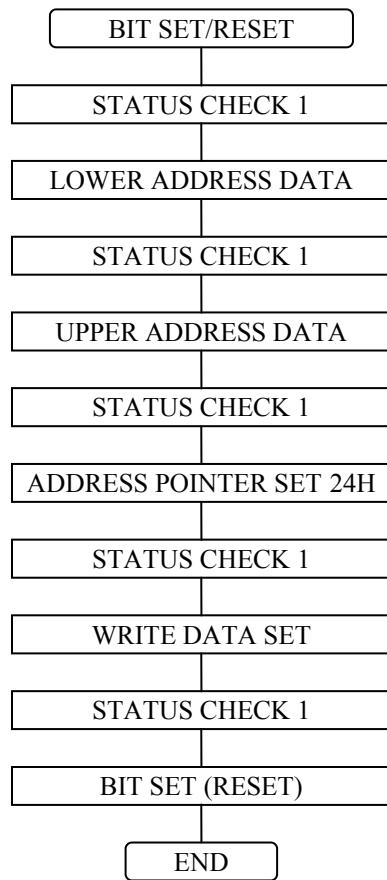 BIT SET/RESET
STATUS CHECK 1
LOWER ADDRESS DATA
STATUS CHECK 1
UPPER ADDRESS DATA
STATUS CHECK 1
ADDRESS POINTER SET 24H
STATUS CHECK 1
WRITE DATA SET
STATUS CHECK 1
BIT SET (RESET)
END